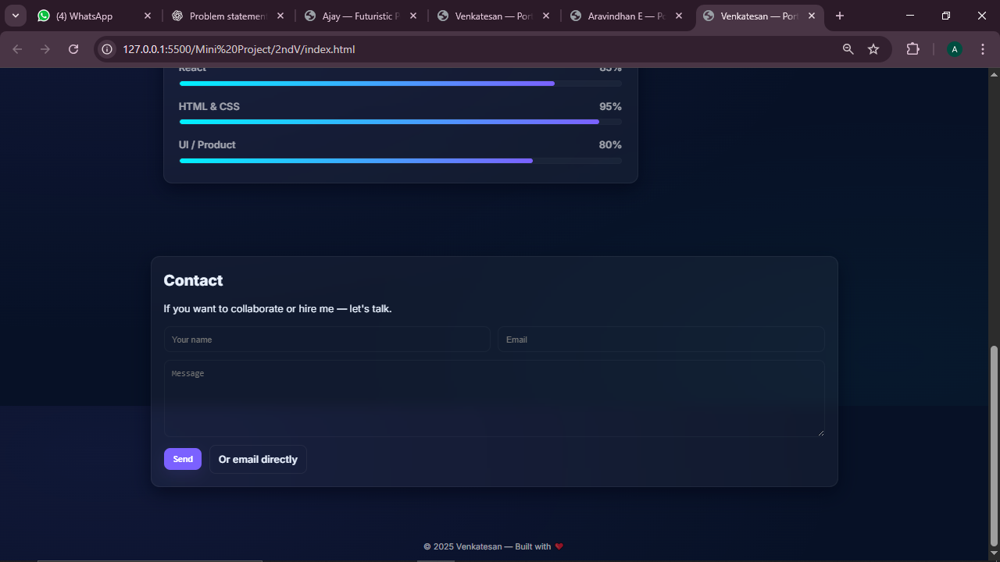 (4) WhatsApp
Problem statement
Ajay — Futuristic P
Venkatesan — Port
Aravindhan E — Po
Venkatesan — Port
127.0.0.1:5500/Mini%20Project/2ndV/index.html
A
React 85%
HTML & CSS 95%
UI / Product 80%
Contact
If you want to collaborate or hire me — let's talk.
Your name Email
Message
Send Or email directly
© 2025 Venkatesan — Built with ❤